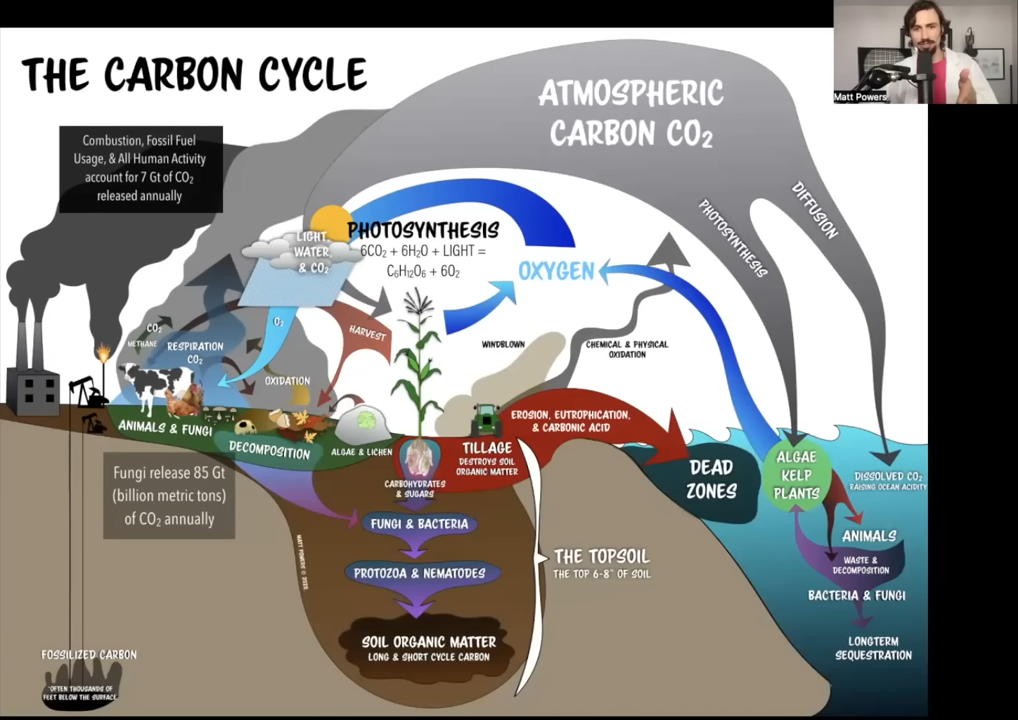 THE CARBON CYCLE
Matt Powers
Combustion, Fossil Fuel
Usage, & All Human Activity
account for 7 Gt of CO₂
released annually
ATMOSPHERIC
CARBON CO₂
PHOTOSYNTHESIS
DIFFUSION
LIGHT,
WATER,
& CO₂
PHOTOSYNTHESIS
6CO₂ + 6H₂O + LIGHT =
C₆H₁₂O₆ + 6O₂
OXYGEN
O₂
HARVEST
CO₂
METHANE
RESPIRATION
CO₂
OXIDATION
WINDBLOWN
CHEMICAL & PHYSICAL
OXIDATION
ANIMALS & FUNGI
DECOMPOSITION
ALGAE & LICHEN
CARBOHYDRATES
& SUGARS
TILLAGE
DESTROYS SOIL
ORGANIC MATTER
EROSION, EUTROPHICATION,
& CARBONIC ACID
DEAD
ZONES
ALGAE
KELP
PLANTS
DISSOLVED CO₂
RAISING OCEAN ACIDITY
Fungi release 85 Gt
(billion metric tons)
of CO₂ annually
FUNGI & BACTERIA
PROTOZOA & NEMATODES
SOIL ORGANIC MATTER
LONG & SHORT CYCLE CARBON
THE TOPSOIL
THE TOP 6-8" OF SOIL
ANIMALS
WASTE &
DECOMPOSITION
BACTERIA & FUNGI
LONGTERM
SEQUESTRATION
FOSSILIZED CARBON
*OFTEN THOUSANDS OF
FEET BELOW THE SURFACE.
MATT POWERS ©